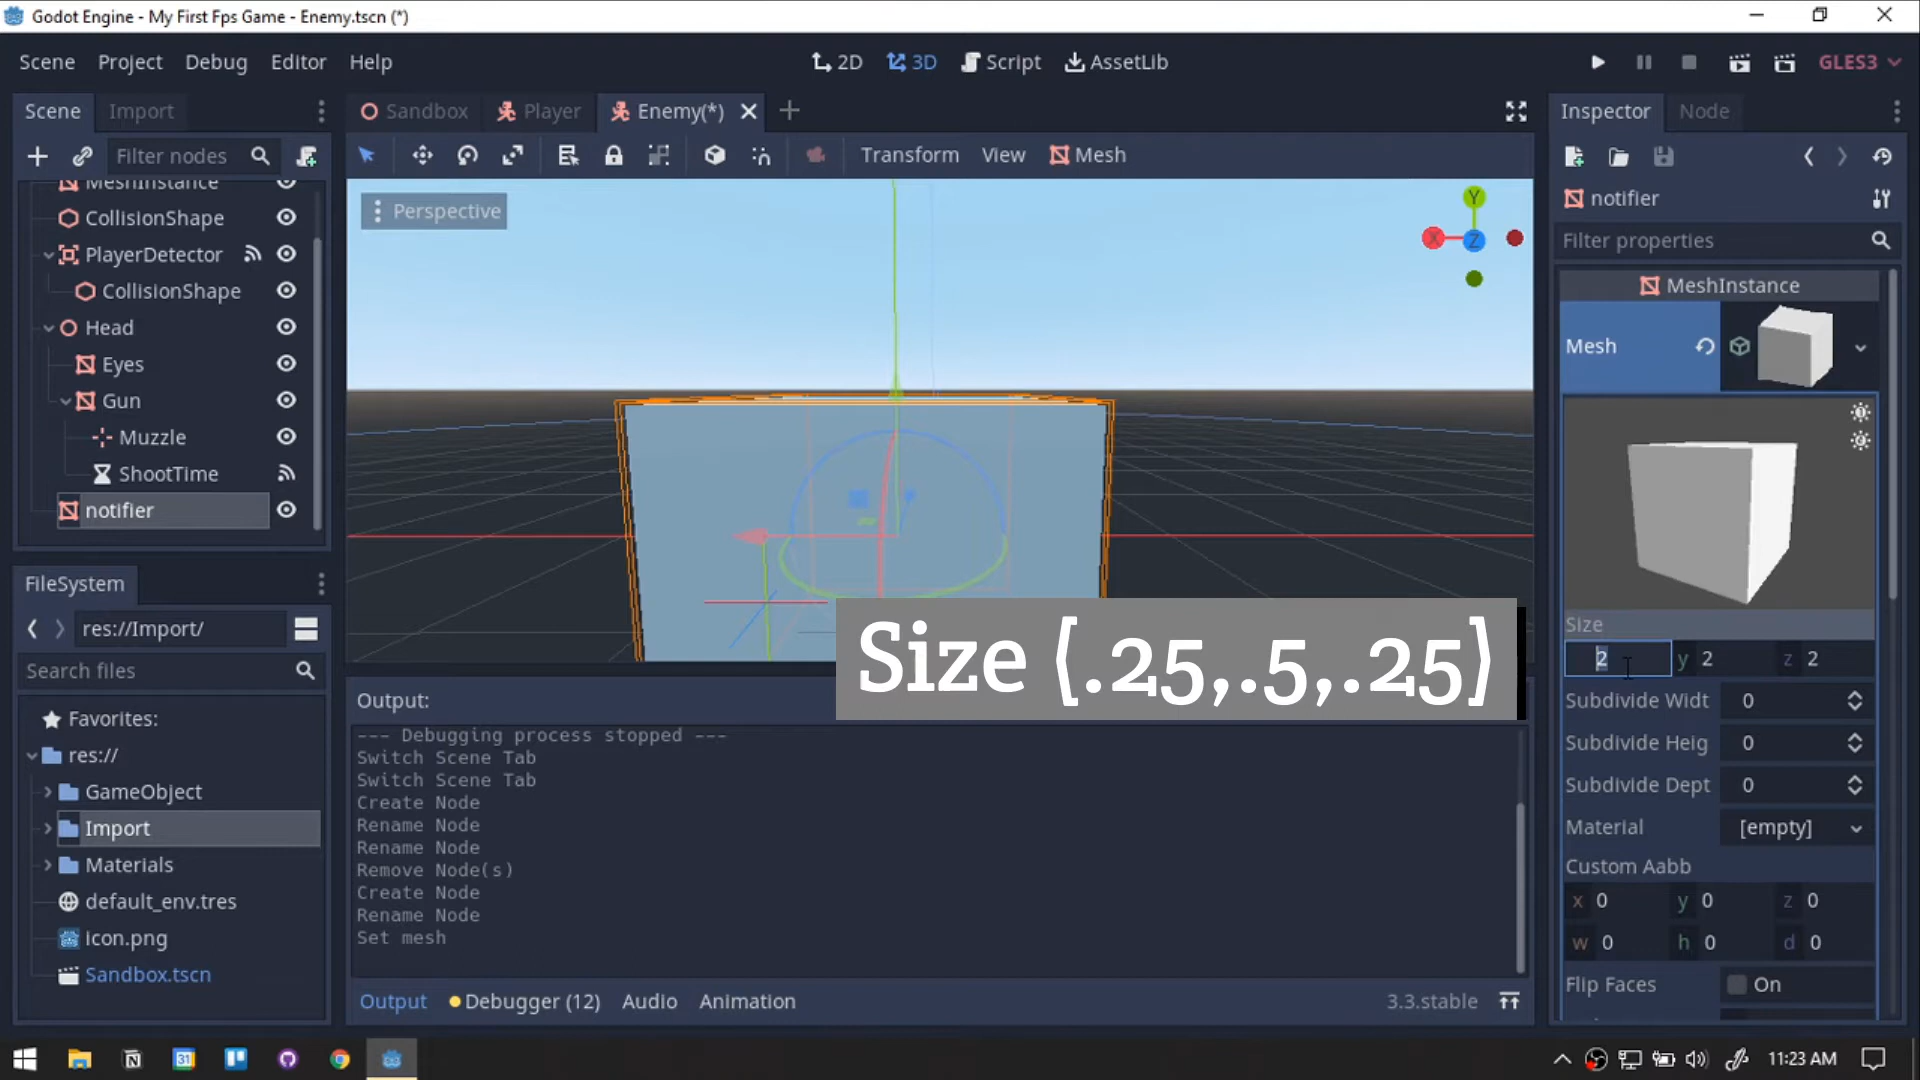 Godot Engine - My First Fps Game - Enemy.tscn (*)
Scene Project Debug Editor Help
2D 3D Script AssetLib
GLES3
Scene Import
Sandbox Player Enemy(*)
Inspector Node
Filter nodes
Transform View Mesh
MeshInstance
CollisionShape
PlayerDetector
CollisionShape
Head
Eyes
Gun
Muzzle
ShootTime
notifier
Perspective
Y
X
Z
notifier
Filter properties
MeshInstance
Mesh
Size
2 y 2 z 2
Subdivide Widt 0
Subdivide Heig 0
Subdivide Dept 0
Material [empty]
Custom Aabb
x 0 y 0 z 0
w 0 h 0 d 0
Flip Faces On
Size (.25,.5,.25)
FileSystem
res://Import/
Search files
Favorites:
res://
GameObject
Import
Materials
default_env.tres
icon.png
Sandbox.tscn
Output:
--- Debugging process stopped ---
Switch Scene Tab
Switch Scene Tab
Create Node
Rename Node
Rename Node
Remove Node(s)
Create Node
Rename Node
Set mesh
Output Debugger (12) Audio Animation
3.3.stable
31
11:23 AM